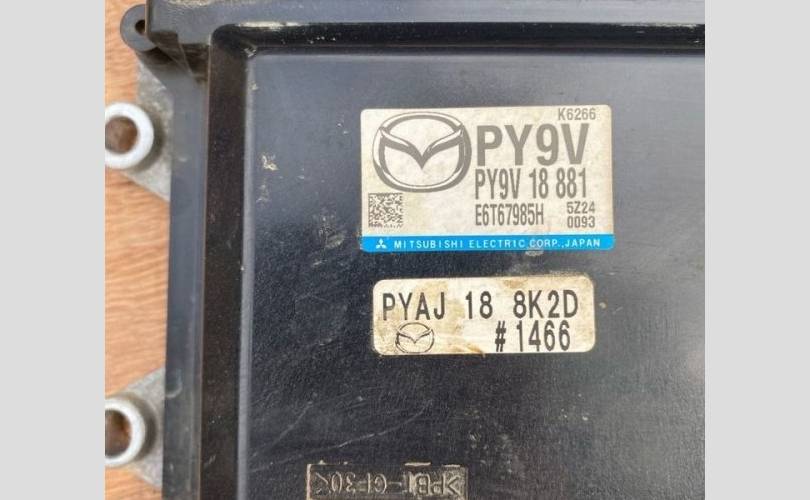 K6266
PY9V
PY9V 18 881
E6T67985H 5Z24
0093
MITSUBISHI ELECTRIC CORP., JAPAN
PYAJ 18 8K2D
#1466